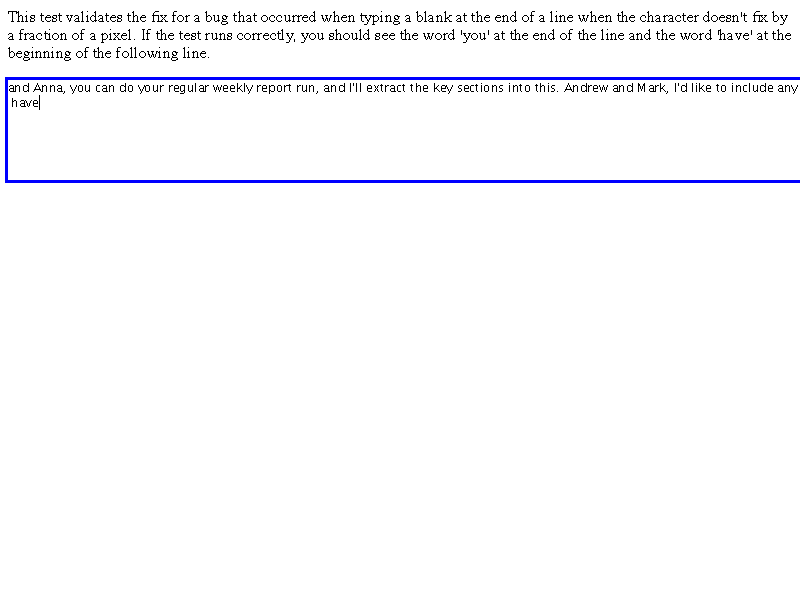 This test validates the fix for a bug that occurred when typing a blank at the end of a line when the character doesn't fix by
a fraction of a pixel. If the test runs correctly, you should see the word 'you' at the end of the line and the word 'have' at the
beginning of the following line.
and Anna, you can do your regular weekly report run, and I'll extract the key sections into this. Andrew and Mark, I'd like to include any
have